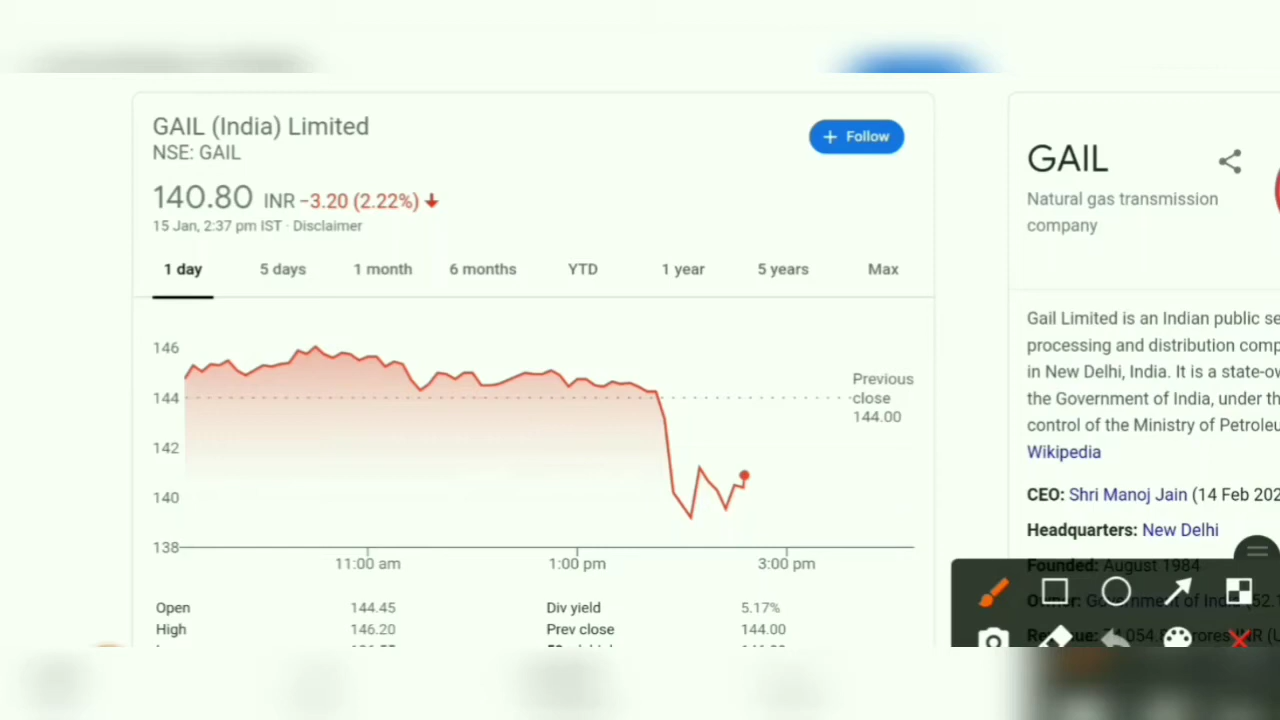 GAIL (India) Limited
NSE: GAIL
+ Follow
140.80 INR −3.20 (2.22%)
15 Jan, 2:37 pm IST · Disclaimer
1 day 5 days 1 month 6 months YTD 1 year 5 years Max
146
144
142
140
138
Previous
close
144.00
11:00 am 1:00 pm 3:00 pm
Open 144.45 Div yield 5.17%
High 146.20 Prev close 144.00
GAIL
Natural gas transmission
company
Gail Limited is an Indian public se
processing and distribution comp
in New Delhi, India. It is a state-ow
the Government of India, under th
control of the Ministry of Petroleu
Wikipedia
CEO: Shri Manoj Jain (14 Feb 202
Headquarters: New Delhi
Founded: August 1984
Owner: Government of India